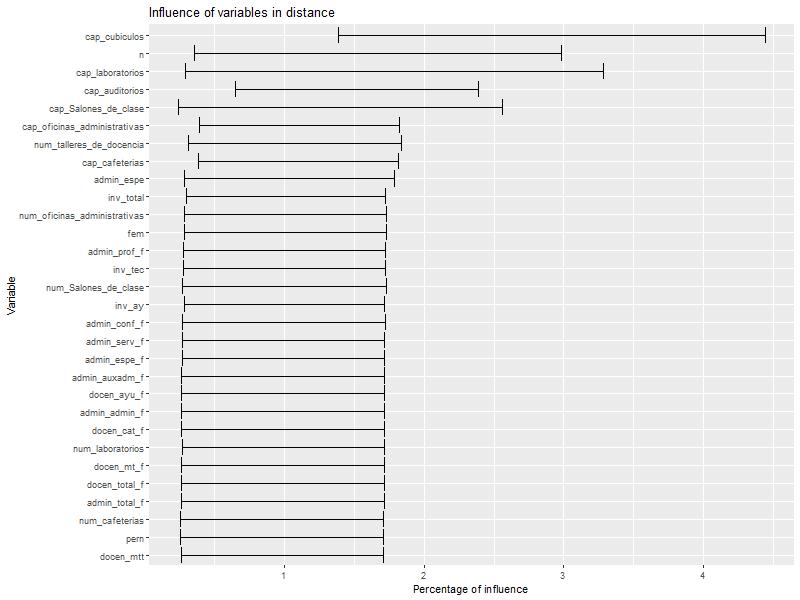 Influence of variables in distance
cap_cubiculos
n
cap_laboratorios
cap_auditorios
cap_Salones_de_clase
cap_oficinas_administrativas
num_talleres_de_docencia
cap_cafeterias
admin_espe
inv_total
num_oficinas_administrativas
fem
admin_prof_f
inv_tec
num_Salones_de_clase
inv_ay
admin_conf_f
admin_serv_f
admin_espe_f
admin_auxadm_f
docen_ayu_f
admin_admin_f
docen_cat_f
num_laboratorios
docen_mt_f
docen_total_f
admin_total_f
num_cafeterias
pern
docen_mtt
Variable
1 2 3 4
Percentage of influence